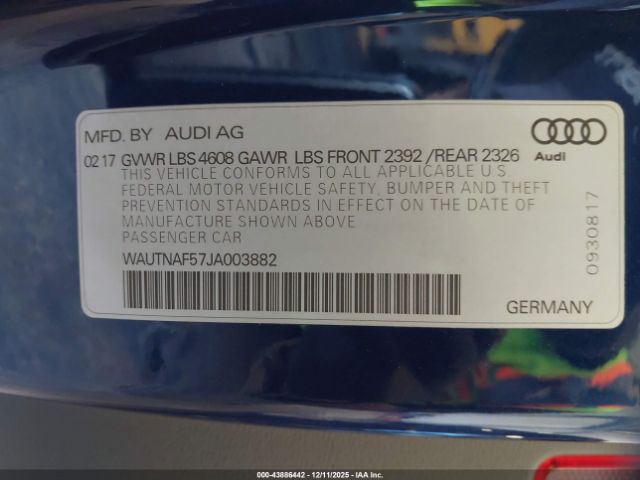 MFD. BY AUDI AG
02 17 GVWR LBS 4608 GAWR LBS FRONT 2392 /REAR 2326
Audi
THIS VEHICLE CONFORMS TO ALL APPLICABLE U S
FEDERAL MOTOR VEHICLE SAFETY, BUMPER AND THEFT
PREVENTION STANDARDS IN EFFECT ON THE DATE OF
MANUFACTURE SHOWN ABOVE
PASSENGER CAR
WAUTNAF57JA003882
0930817
GERMANY
000-43886442 - 12/11/2025 - IAA Inc.